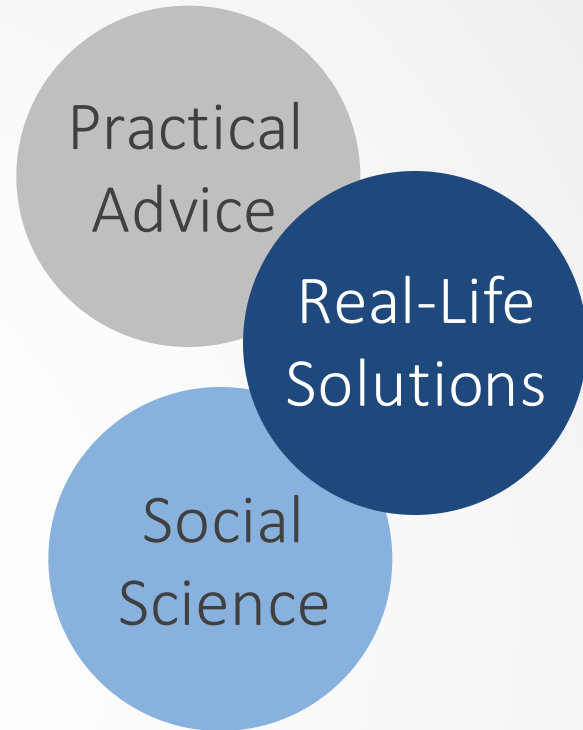 Practical
Advice
Real-Life
Solutions
Social
Science